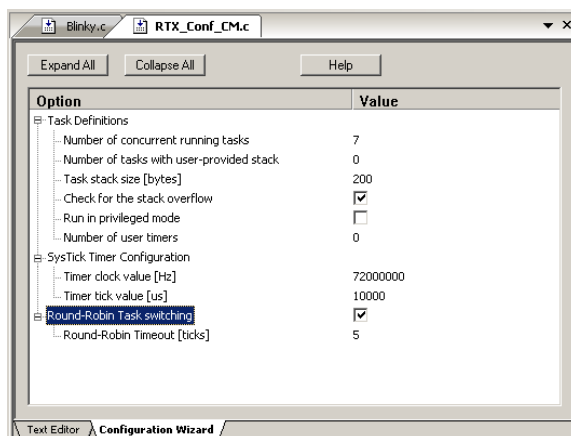 Blinky.c RTX_Conf_CM.c
Expand All Collapse All Help
Option Value
Task Definitions
Number of concurrent running tasks 7
Number of tasks with user-provided stack 0
Task stack size [bytes] 200
Check for the stack overflow
Run in privileged mode
Number of user timers 0
SysTick Timer Configuration
Timer clock value [Hz] 72000000
Timer tick value [us] 10000
Round-Robin Task switching
Round-Robin Timeout [ticks] 5
Text Editor Configuration Wizard